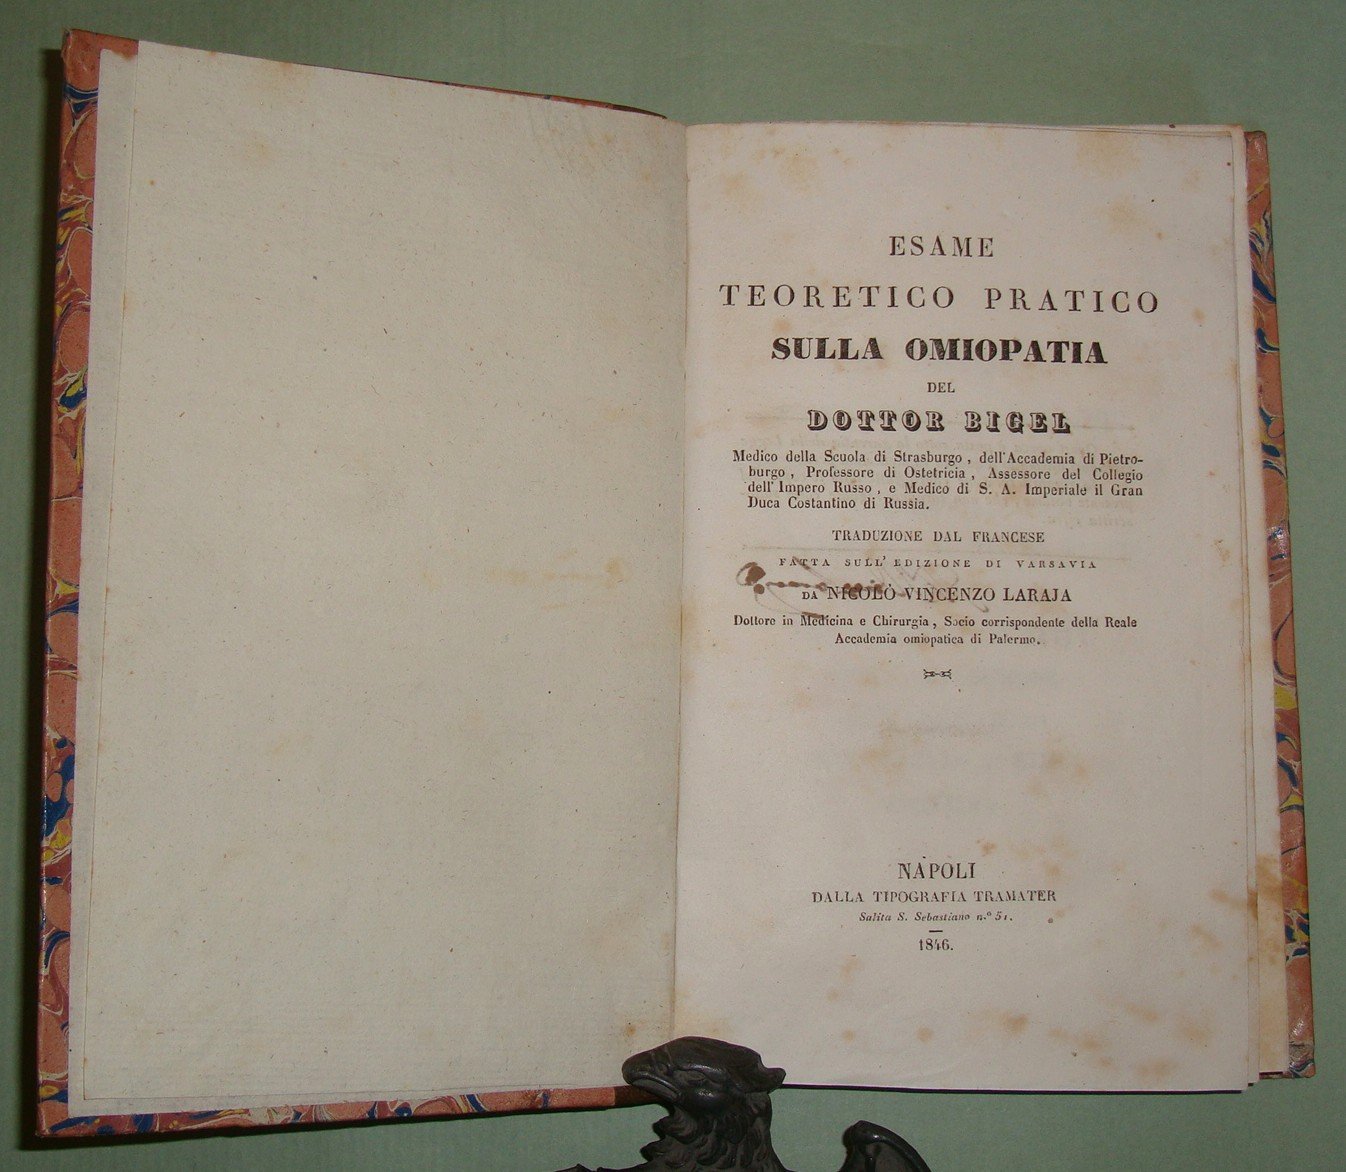 ESAME
TEORETICO PRATICO
SULLA OMIOPATIA
DEL
DOTTOR BIGEL
Medico della Scuola di Strasburgo, dell'Accademia di Pietro-
burgo, Professore di Ostetricia, Assessore del Collegio
dell'Impero Russo, e Medico di S. A. Imperiale il Gran
Duca Costantino di Russia.
TRADUZIONE DAL FRANCESE
FATTA SULL'EDIZIONE DI VARSAVIA
DA NICOLÒ VINCENZO LARAJA
Dottore in Medicina e Chirurgia, Socio corrispondente della Reale
Accademia omiopatica di Palermo.
NAPOLI
DALLA TIPOGRAFIA TRAMATER
Salita S. Sebastiano n.º 51.
1846.